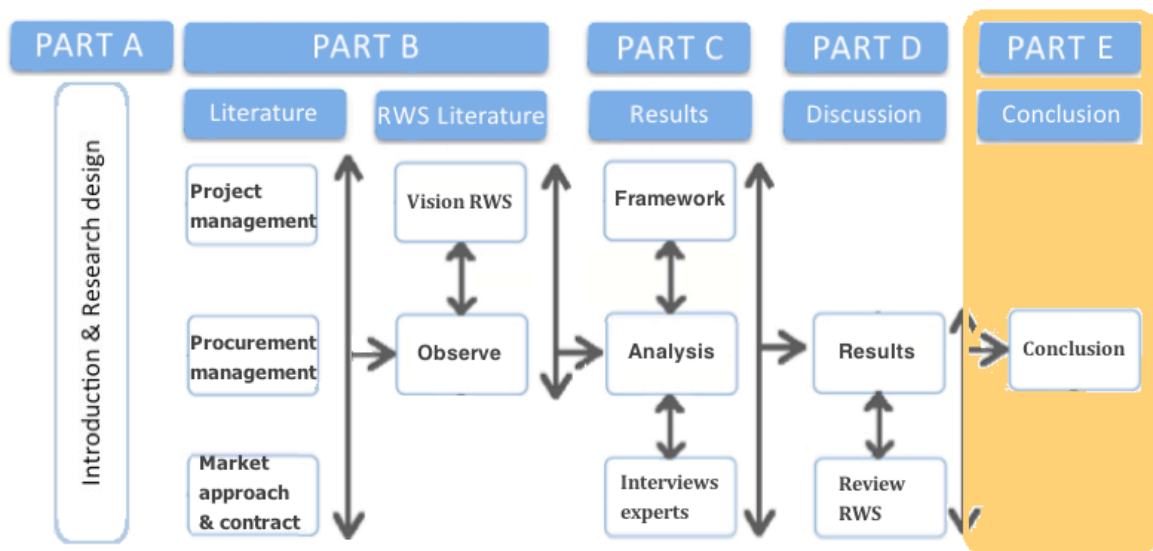 PART A
PART B
PART C
PART D
PART E
Literature
RWS Literature
Results
Discussion
Conclusion
Introduction & Research design
Project
management
Vision RWS
Framework
Procurement
management
Observe
Analysis
Results
Conclusion
Market
approach
& contract
Interviews
experts
Review
RWS